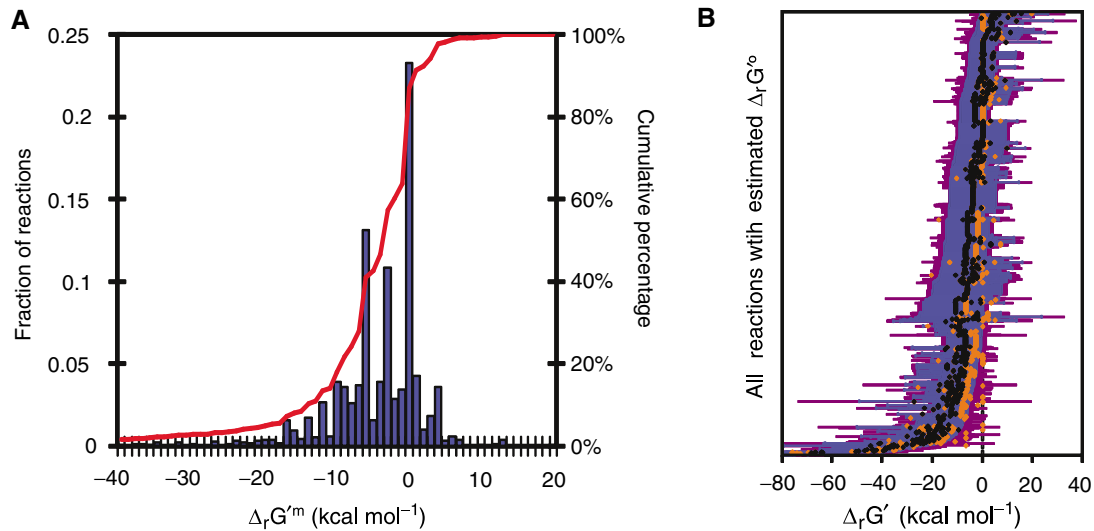 A
0.25
0.2
0.15
0.1
0.05
0
Fraction of reactions
100%
80%
60%
40%
20%
0%
Cumulative percentage
−40 −30 −20 −10 0 10 20
ΔrG′m (kcal mol−1)
B
All reactions wtih estimated ΔrG′o
−80 −60 −40 −20 0 20 40
ΔrG′ (kcal mol−1)